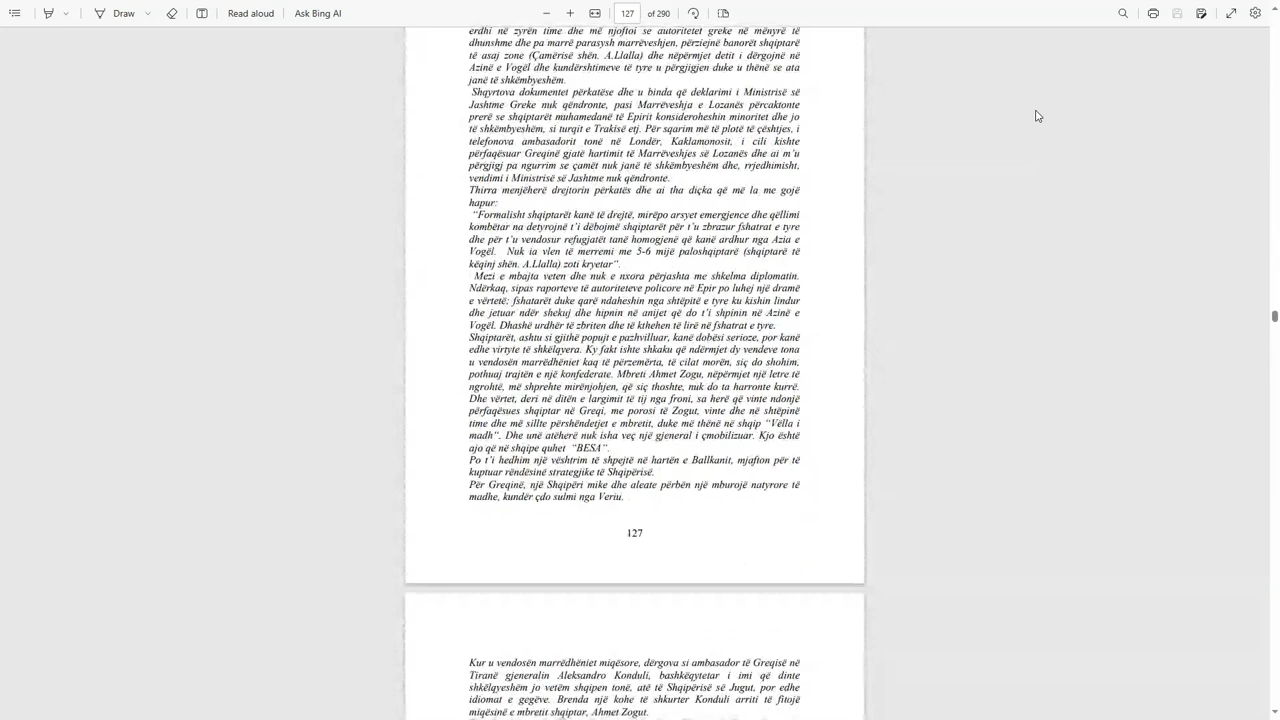 Draw
Read aloud
Ask Bing AI
127
of 290
erdhi në zyrën time dhe më njoftoi se autoritetet greke në mënyrë të
dhunshme dhe pa marrë parasysh marrëveshjen, përziejnë banorët shqiptarë
të asaj zone (Çamërisë shën. A.Llalla) dhe nëpërmjet detit i dërgojnë në
Azinë e Vogël dhe kundërshtimeve të tyre u përgjigjen duke u thënë se ata
janë të shkëmbyeshëm.
Shqyrtova dokumentet përkatëse dhe u binda që deklarimi i Ministrisë së
Jashtme Greke nuk qëndronte, pasi Marrëveshja e Lozanës përcaktonte
prerë se shqiptarët muhamedanë të Epirit konsideroheshin minoritet dhe jo
të shkëmbyeshëm, si turqit e Trakisë etj. Për sqarim më të plotë të çështjes, i
telefonova ambasadorit tonë në Londër, Kaklamonosit, i cili kishte
përfaqësuar Greqinë gjatë hartimit të Marrëveshjes së Lozanës dhe ai m'u
përgjigj pa ngurrim se çamët nuk janë të shkëmbyeshëm dhe, rrjedhimisht,
vendimi i Ministrisë së Jashtme nuk qëndronte.
Thirra menjëherë drejtorin përkatës dhe ai tha diçka që më la me gojë
hapur:
“Formalisht shqiptarët kanë të drejtë, mirëpo arsyet emergjence dhe qëllimi
kombëtar na detyrojnë t’i dëbojmë shqiptarët për t’u zbrazur fshatrat e tyre
dhe për t’u vendosur refugjatët tanë homogjenë që kanë ardhur nga Azia e
Vogël. Nuk ia vlen të merremi me 5-6 mijë paloshqiptarë (shqiptarë të
këqinj shën. A.Llalla) zoti kryetar“.
Mezi e mbajta veten dhe nuk e nxora përjashta me shkelma diplomatin.
Ndërkaq, sipas raporteve të autoriteteve policore në Epir po luhej një dramë
e vërtetë; fshatarët duke qarë ndaheshin nga shtëpitë e tyre ku kishin lindur
dhe jetuar ndër shekuj dhe hipnin në anijet që do t’i shpinin në Azinë e
Vogël. Dhashë urdhër të zbriten dhe të kthehen të lirë në fshatrat e tyre.
Shqiptarët, ashtu si gjithë popujt e pazhvilluar, kanë dobësi serioze, por kanë
edhe virtyte të shkëlqyera. Ky fakt ishte shkaku që ndërmjet dy vendeve tona
u vendosën marrëdhëniet kaq të përzemërta, të cilat morën, siç do shohim,
pothuaj trajtën e një konfederate. Mbreti Ahmet Zogu, nëpërmjet një letre të
ngrohtë, më shprehte mirënjohjen, që siç thoshte, nuk do ta harronte kurrë.
Dhe vërtet, deri në ditën e largimit të tij nga froni, sa herë që vinte ndonjë
përfaqësues shqiptar në Greqi, me porosi të Zogut, vinte dhe në shtëpinë
time dhe më sillte përshëndetjet e mbretit, duke më thënë në shqip “Vëlla i
madh“. Dhe unë atëherë nuk isha veç një gjeneral i çmobilizuar. Kjo është
ajo që në shqipe quhet “BESA“.
Po t’i hedhim një vështrim të shpejtë në hartën e Ballkanit, mjafton për të
kuptuar rëndësinë strategjike të Shqipërisë.
Për Greqinë, një Shqipëri mike dhe aleate përbën një mburojë natyrore të
madhe, kundër çdo sulmi nga Veriu.
127
Kur u vendosën marrëdhëniet miqësore, dërgova si ambasador të Greqisë në
Tiranë gjeneralin Aleksandro Konduli, bashkëqytetar i imi që dinte
shkëlqyeshëm jo vetëm shqipen tonë, atë të Shqipërisë së Jugut, por edhe
idiomat e gegëve. Brenda një kohe të shkurter Konduli arriti të fitojë
miqësinë e mbretit shqiptar, Ahmet Zogut.